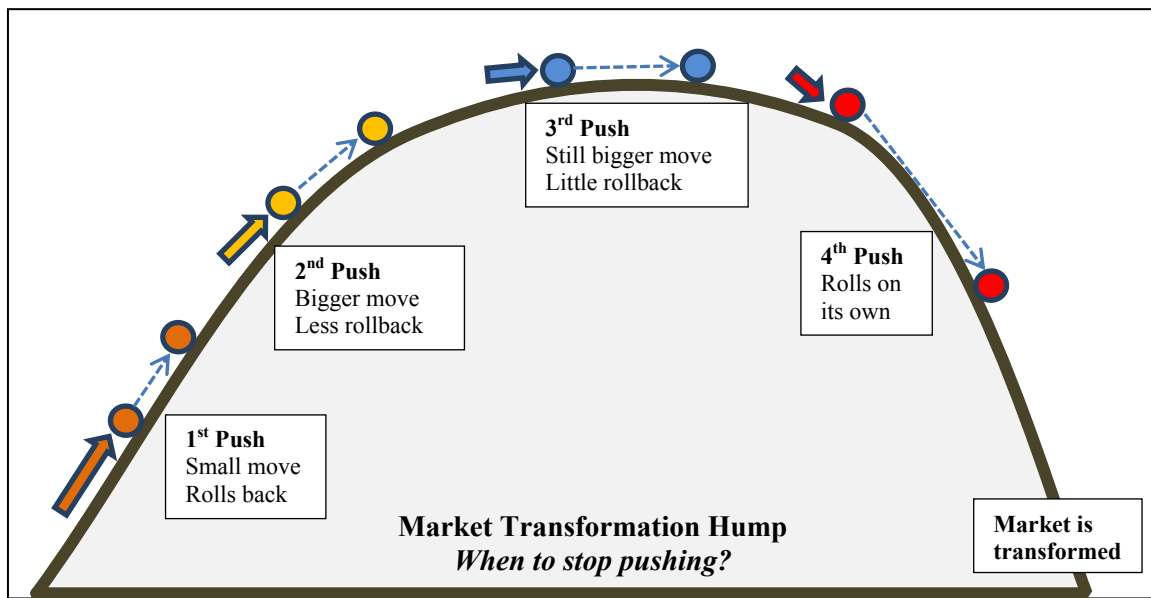 3rd Push
Still bigger move
Little rollback
2nd Push
Bigger move
Less rollback
4th Push
Rolls on
its own
1st Push
Small move
Rolls back
Market Transformation Hump
When to stop pushing?
Market is
transformed